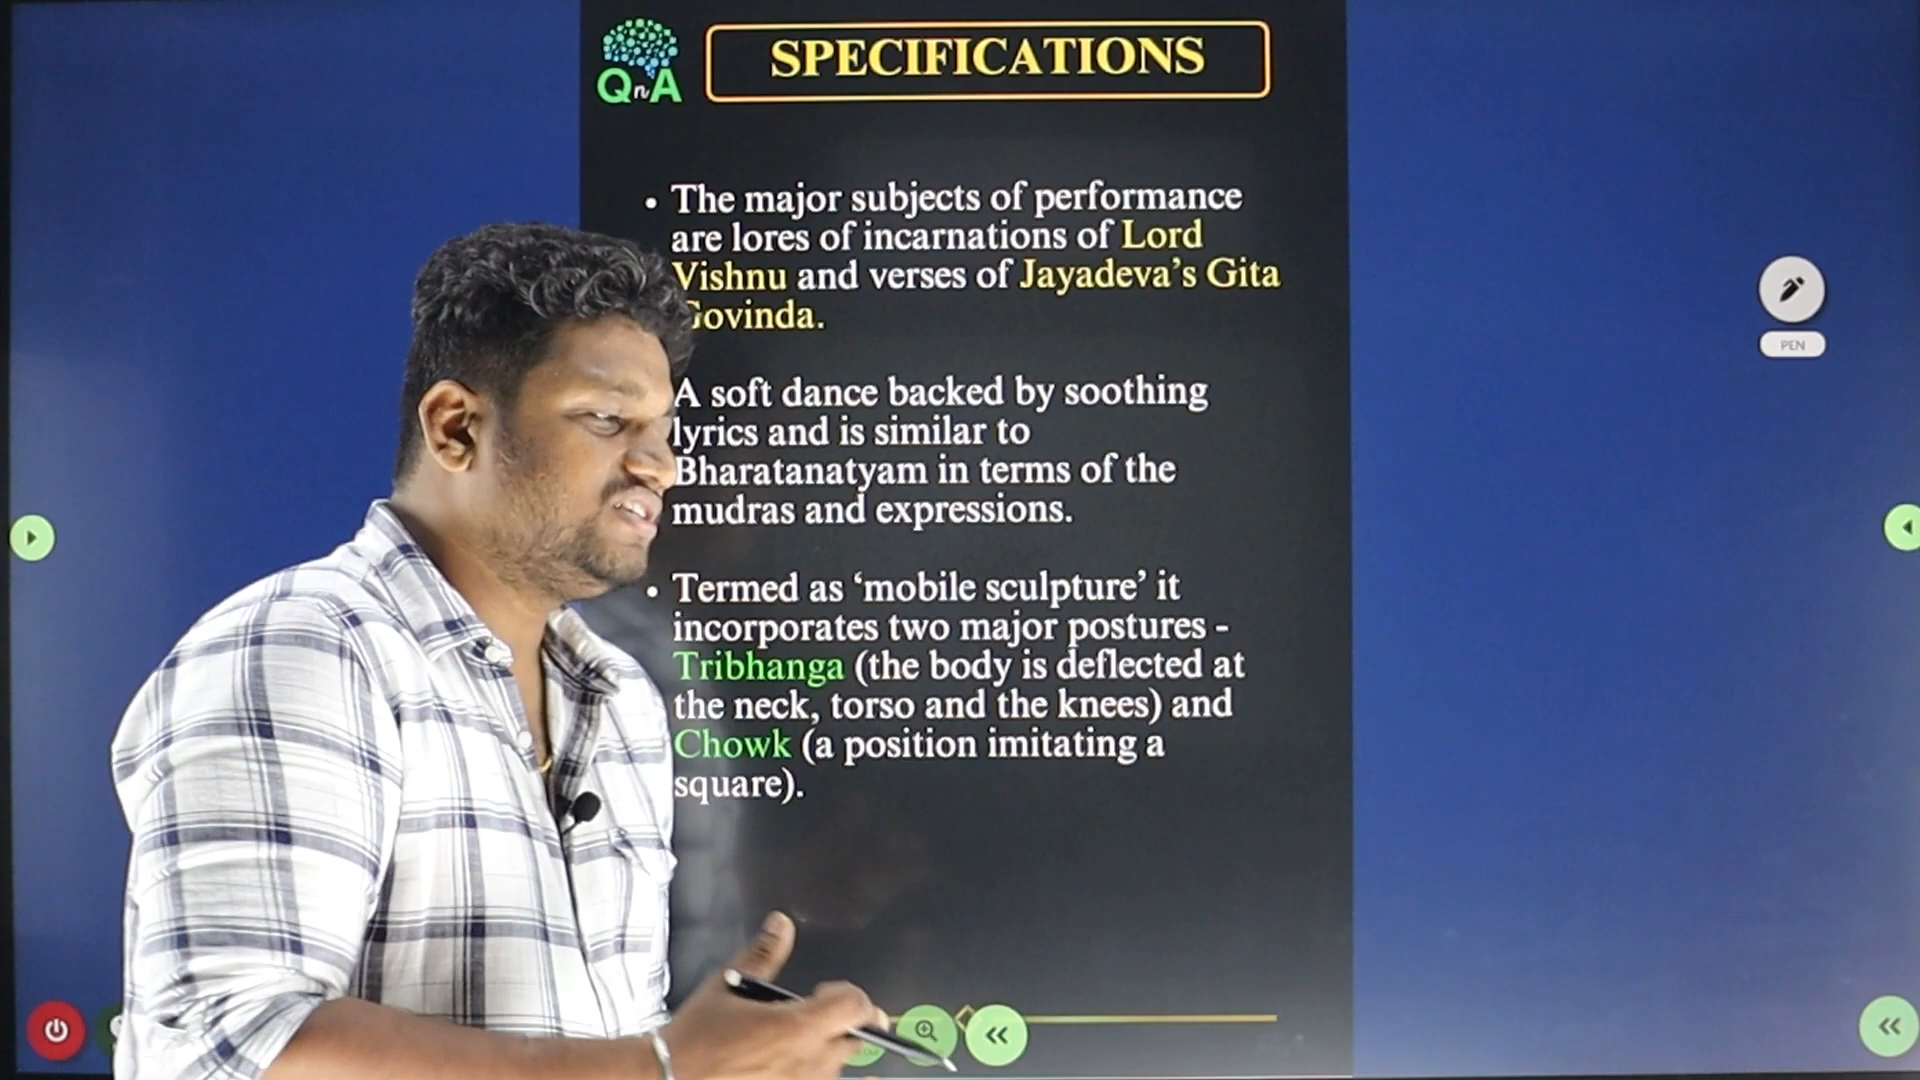 QnA
SPECIFICATIONS
• The major subjects of performance
are lores of incarnations of Lord
Vishnu and verses of Jayadeva's Gita
Govinda.
A soft dance backed by soothing
lyrics and is similar to
Bharatanatyam in terms of the
mudras and expressions.
• Termed as ‘mobile sculpture’ it
incorporates two major postures -
Tribhanga (the body is deflected at
the neck, torso and the knees) and
Chowk (a position imitating a
square).
PEN